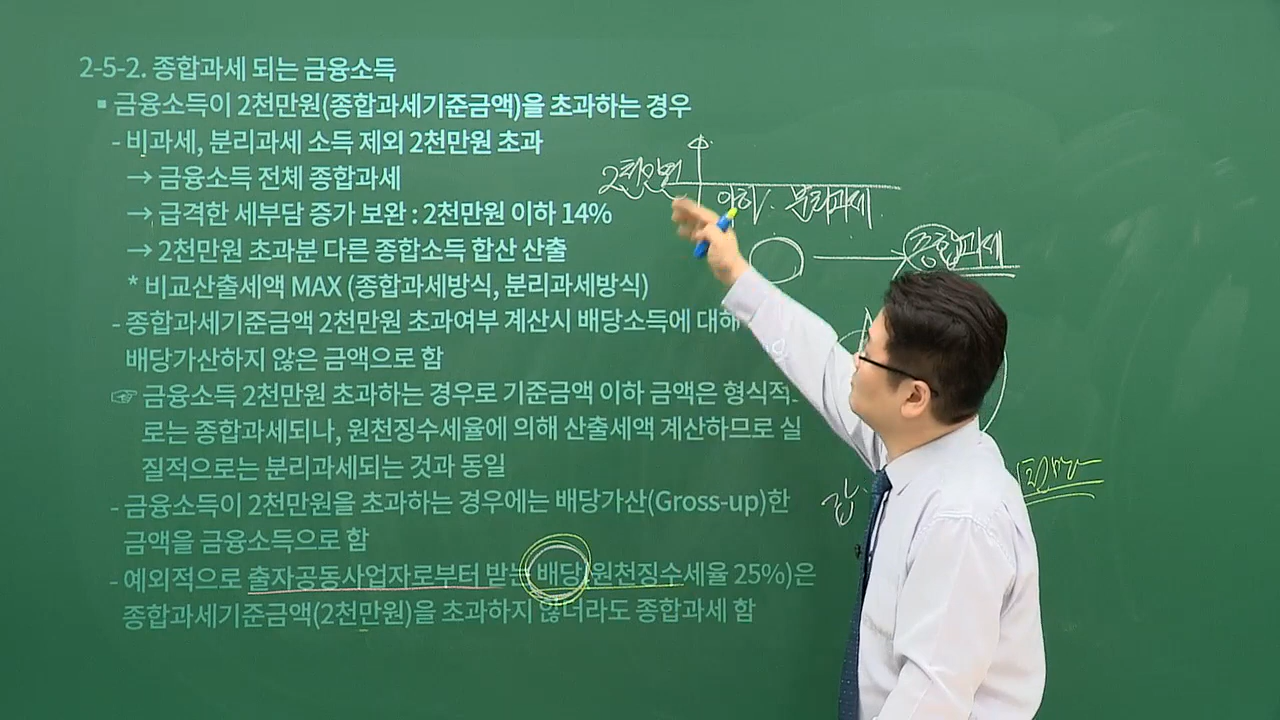 2-5-2. 종합과세 되는 금융소득
▪ 금융소득이 2천만원(종합과세기준금액)을 초과하는 경우
- 비과세, 분리과세 소득 제외 2천만원 초과
→ 금융소득 전체 종합과세
→ 급격한 세부담 증가 보완 : 2천만원 이하 14%
→ 2천만원 초과분 다른 종합소득 합산 산출
* 비교산출세액 MAX (종합과세방식, 분리과세방식)
- 종합과세기준금액 2천만원 초과여부 계산시 배당소득에 대해
배당가산하지 않은 금액으로 함
☞ 금융소득 2천만원 초과하는 경우로 기준금액 이하 금액은 형식적으
로는 종합과세되나, 원천징수세율에 의해 산출세액 계산하므로 실
질적으로는 분리과세되는 것과 동일
- 금융소득이 2천만원을 초과하는 경우에는 배당가산(Gross-up)한
금액을 금융소득으로 함
- 예외적으로 출자공동사업자로부터 받는 배당(원천징수세율 25%)은
종합과세기준금액(2천만원)을 초과하지 않더라도 종합과세 함
2천만원
이하: 분리과세
종합과세
갑